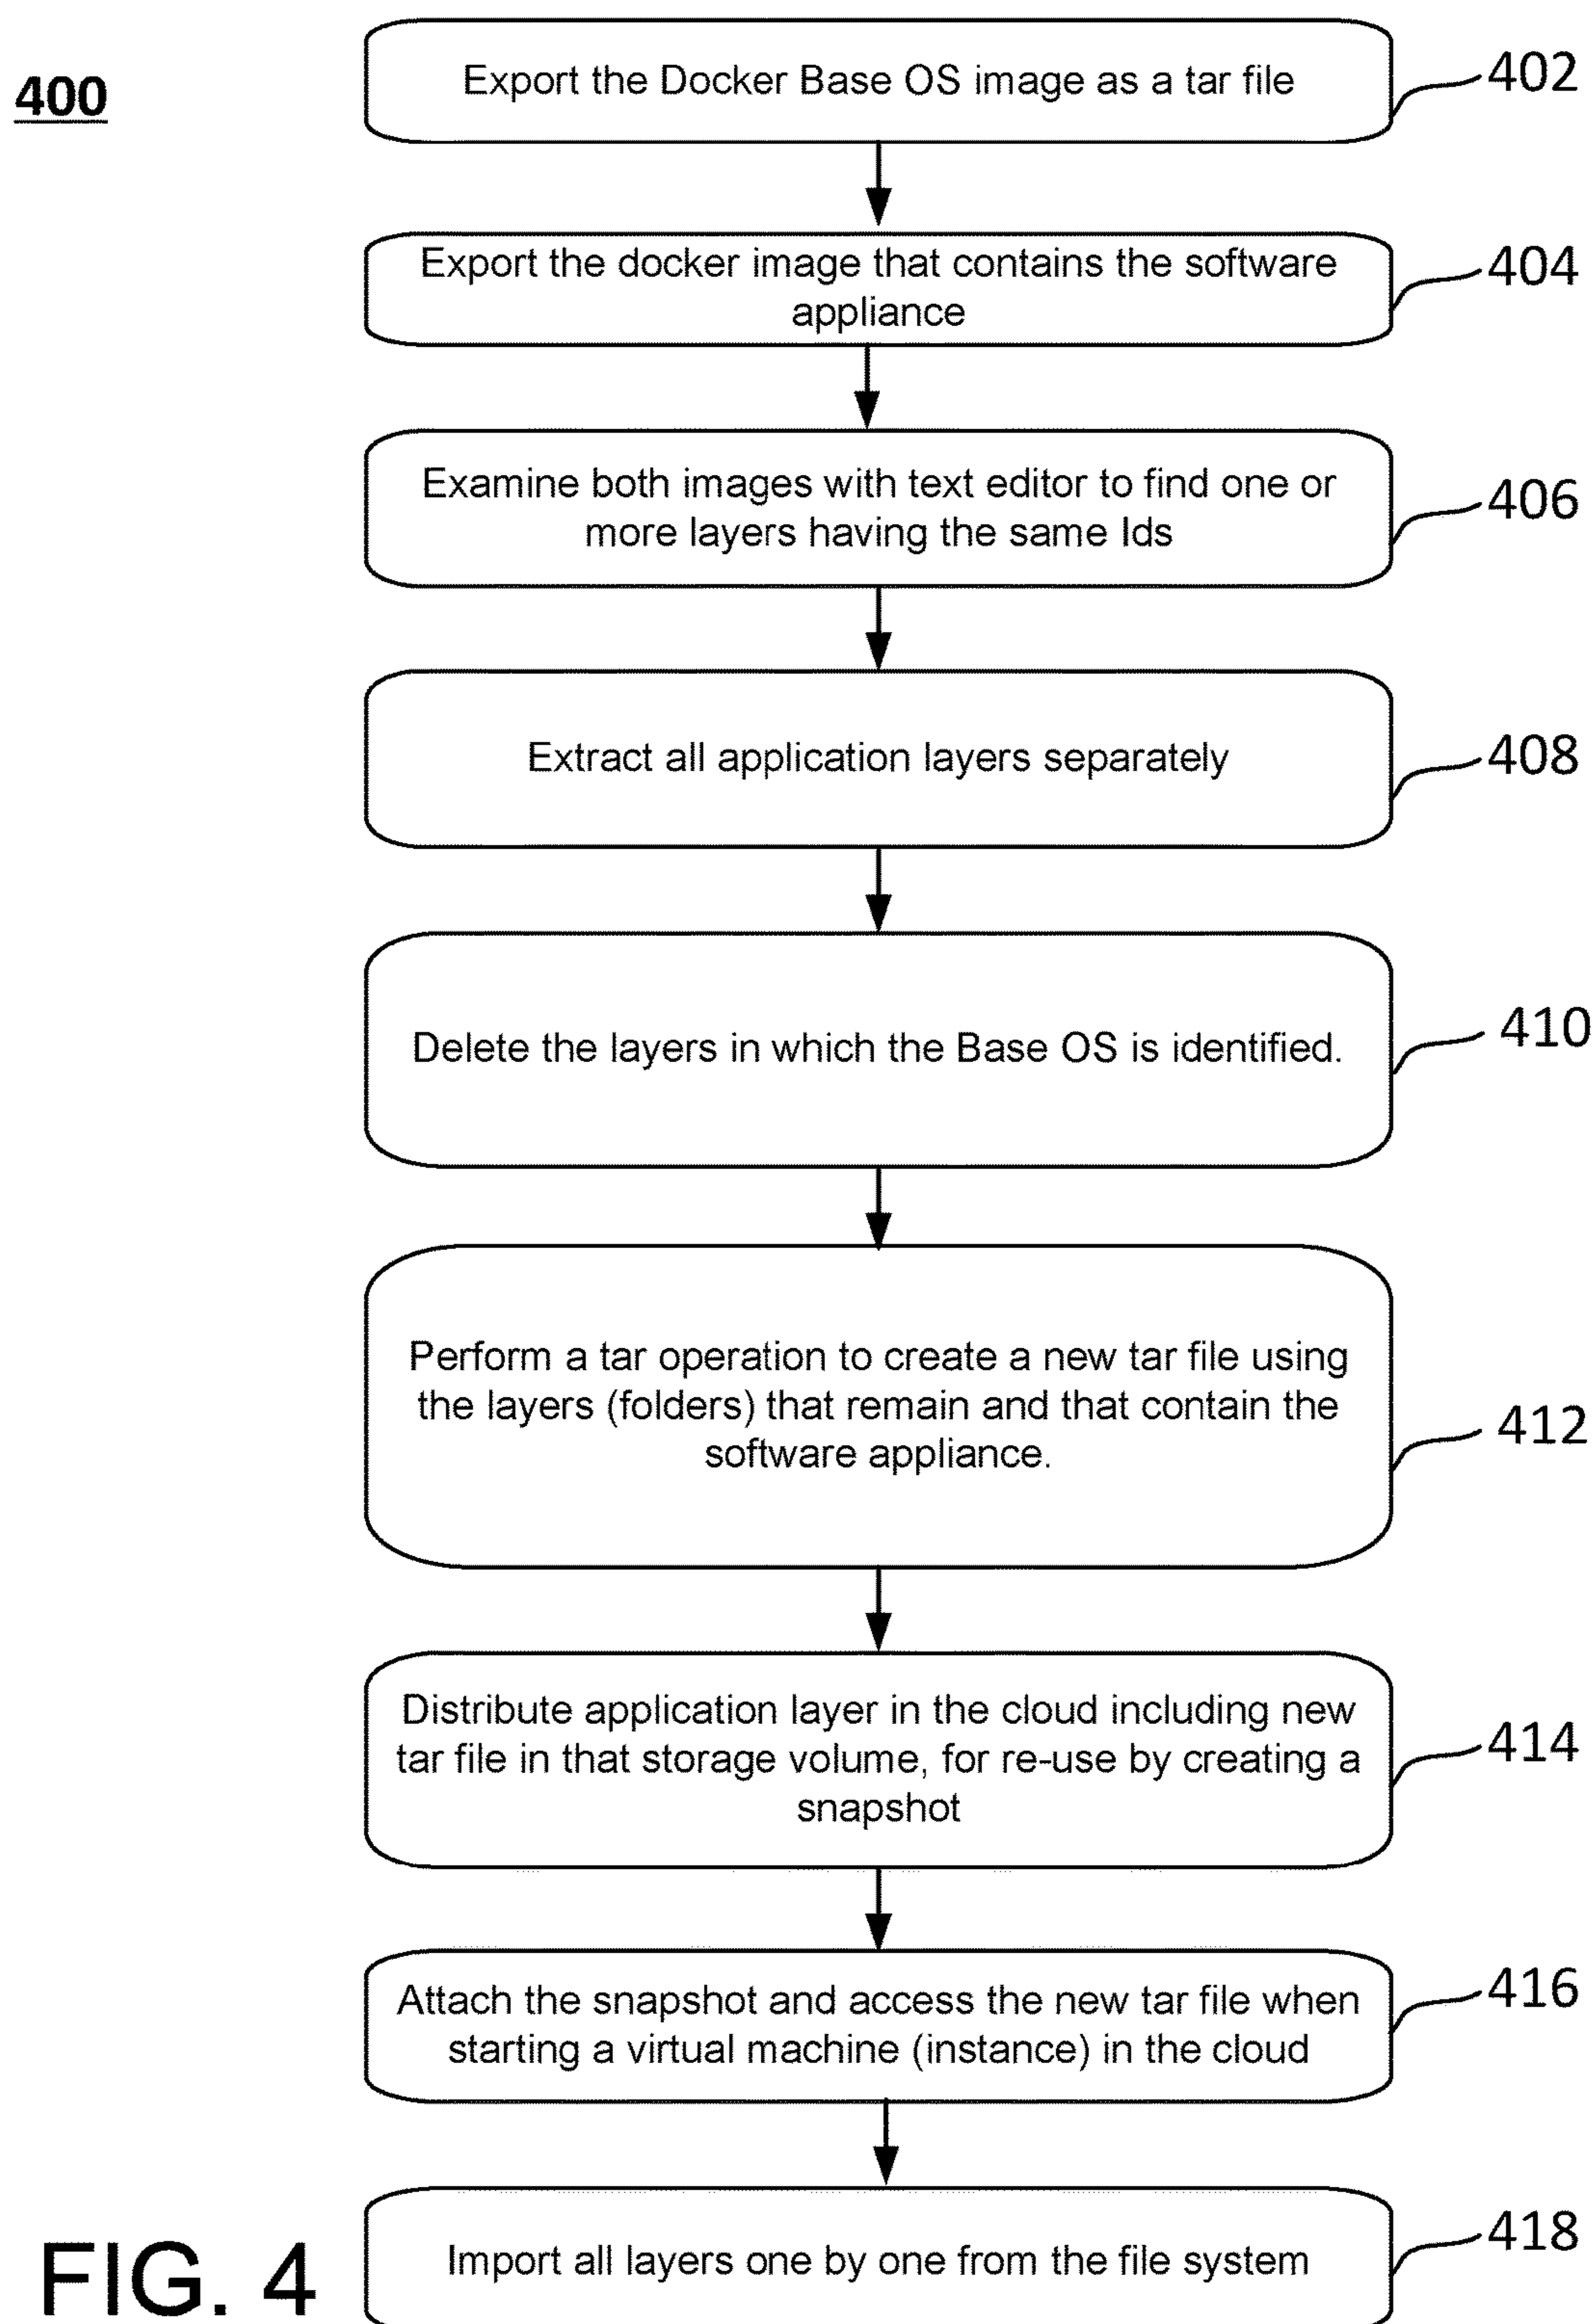 400
Export the Docker Base OS image as a tar file
402
Export the docker image that contains the software
appliance
404
Examine both images with text editor to find one or
more layers having the same Ids
406
Extract all application layers separately
408
Delete the layers in which the Base OS is identified.
410
Perform a tar operation to create a new tar file using
the layers (folders) that remain and that contain the
software appliance.
412
Distribute application layer in the cloud including new
tar file in that storage volume, for re-use by creating a
snapshot
414
Attach the snapshot and access the new tar file when
starting a virtual machine (instance) in the cloud
416
Import all layers one by one from the file system
418
FIG. 4